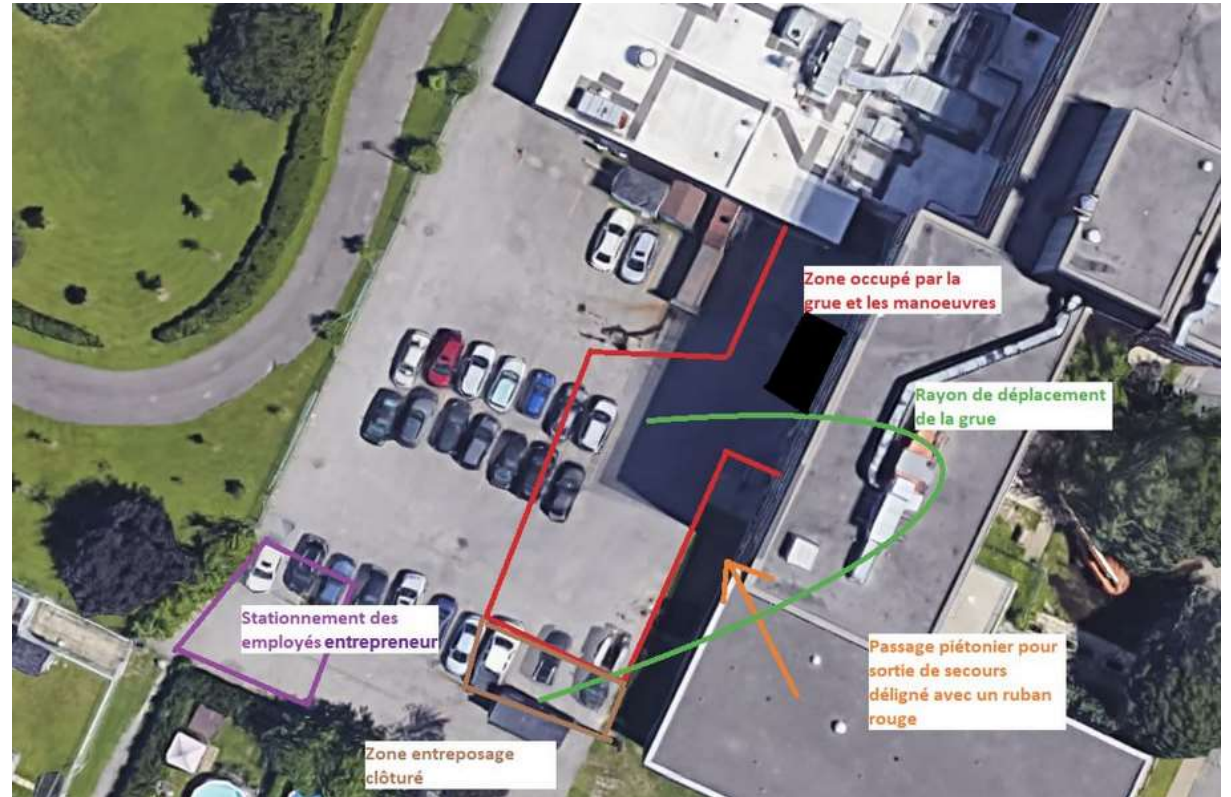 Zone occupé par la
grue et les manoeuvres
Rayon de déplacement
de la grue
Stationnement des
employés entrepreneur
Passage piétonier pour
sortie de secours
déligné avec un ruban
rouge
Zone entreposage
clôturé